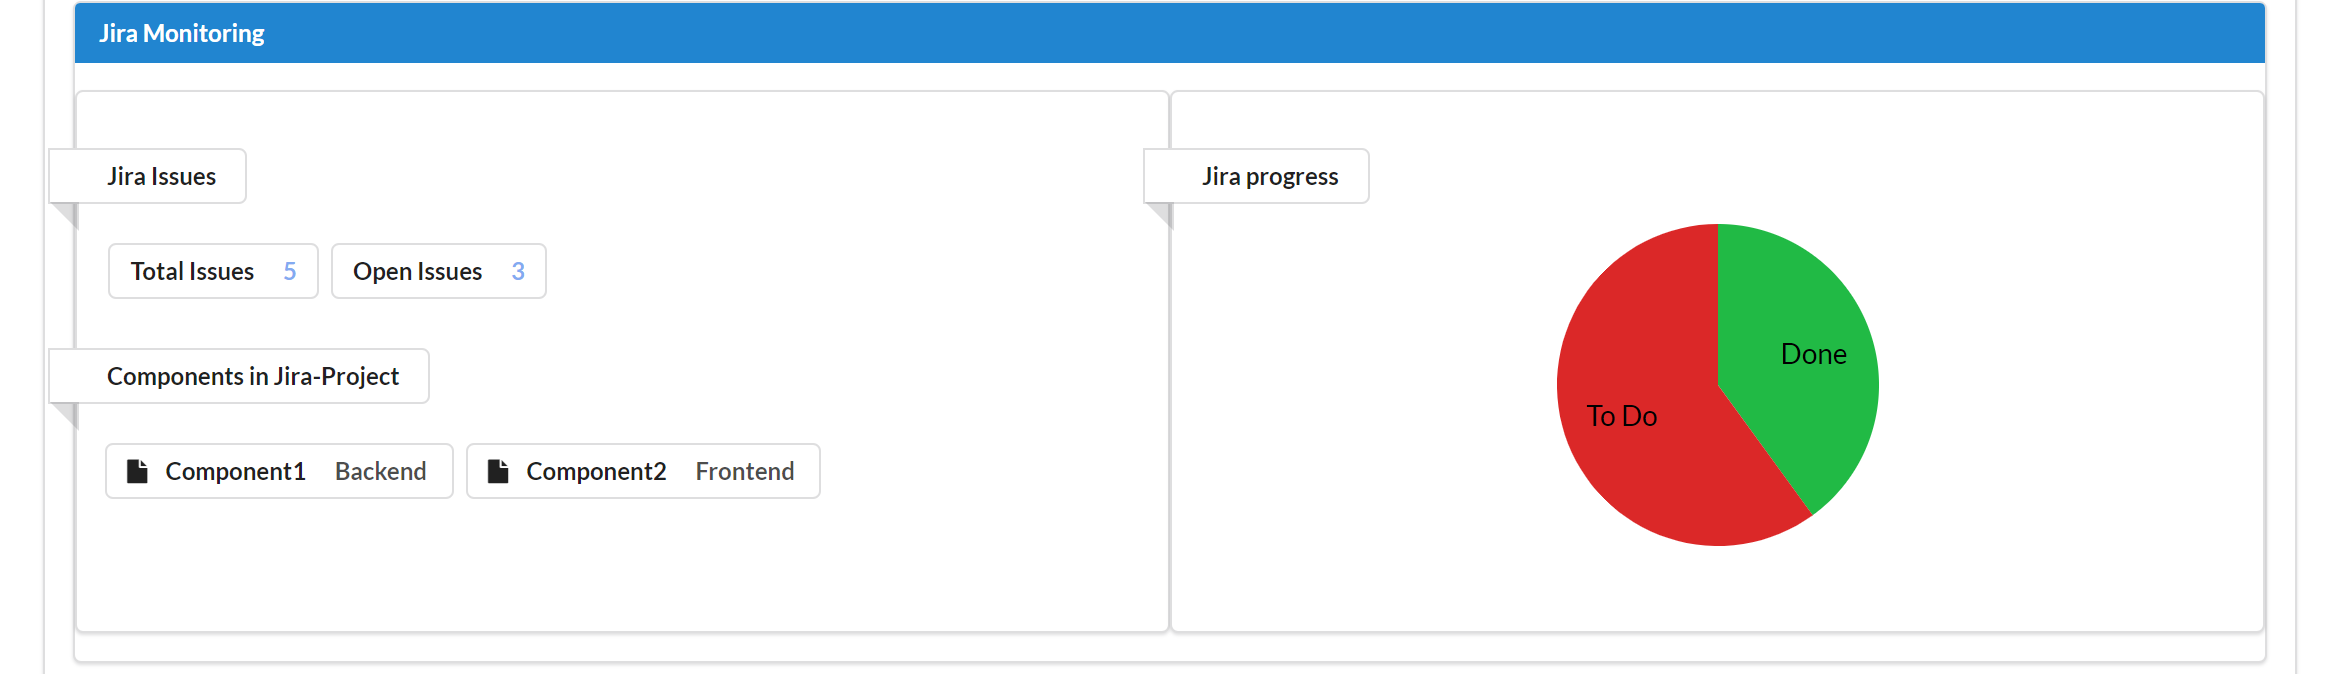 Jira Monitoring
Jira Issues
Total Issues 5 Open Issues 3
Components in Jira-Project
Component1 Backend Component2 Frontend
Jira progress
Done
To Do